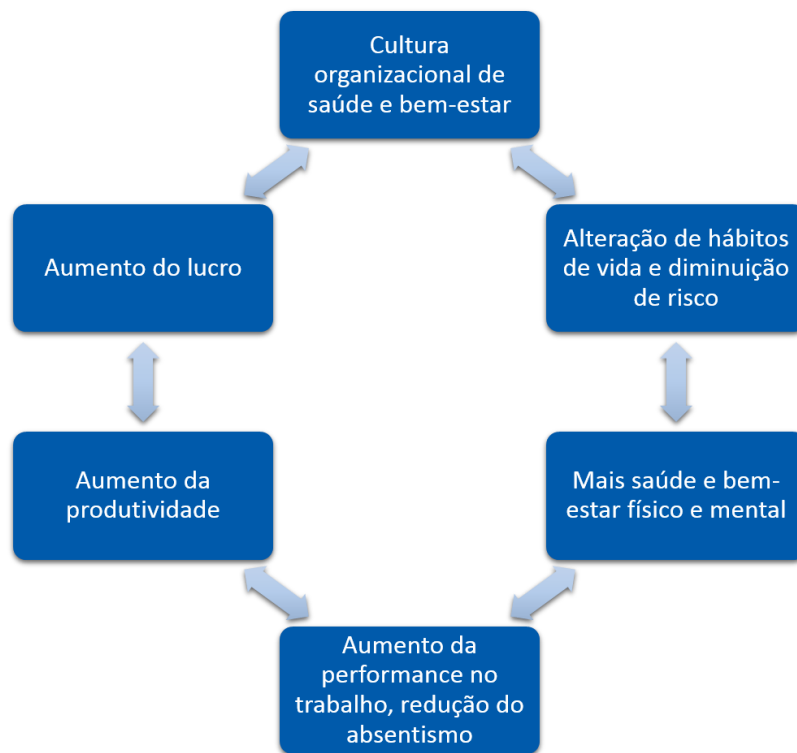 Cultura
organizacional de
saúde e bem-estar
Alteração de hábitos
de vida e diminuição
de risco
Mais saúde e bem-
estar físico e mental
Aumento da
performance no
trabalho, redução do
absentismo
Aumento da
produtividade
Aumento do lucro